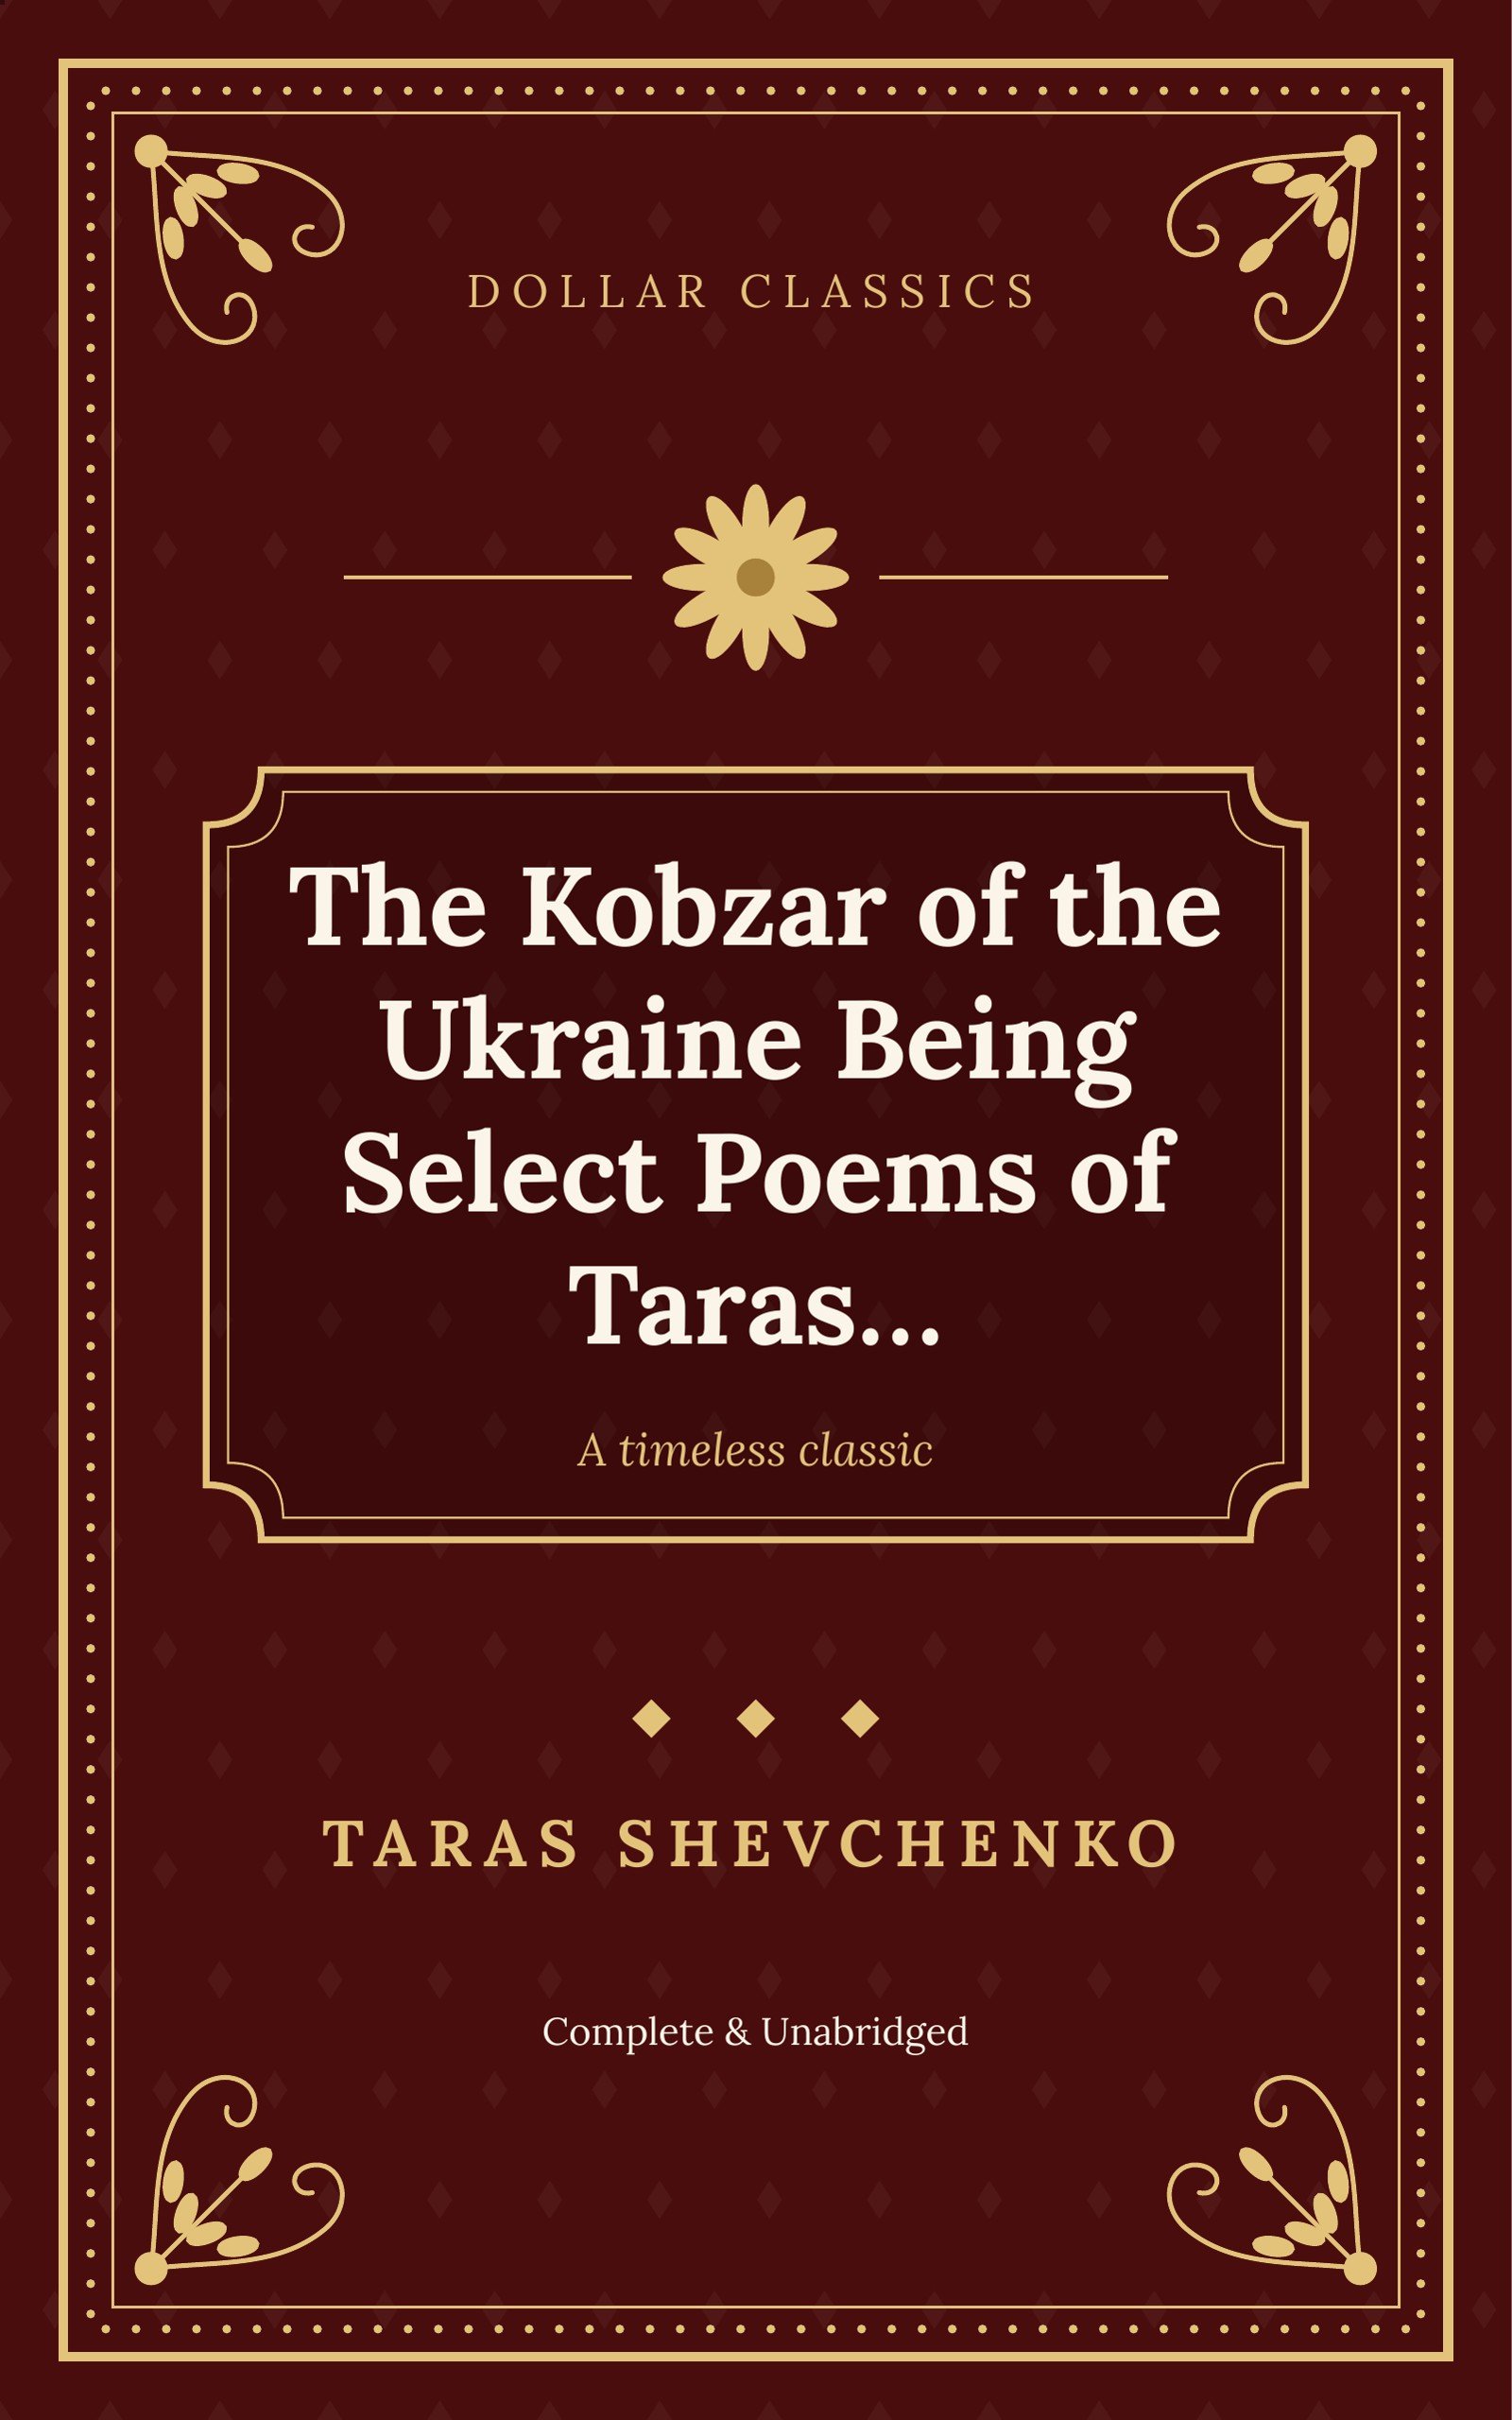 DOLLAR CLASSICS
The Kobzar of the
Ukraine Being
Select Poems of
Taras...
A timeless classic
TARAS SHEVCHENKO
Complete & Unabridged